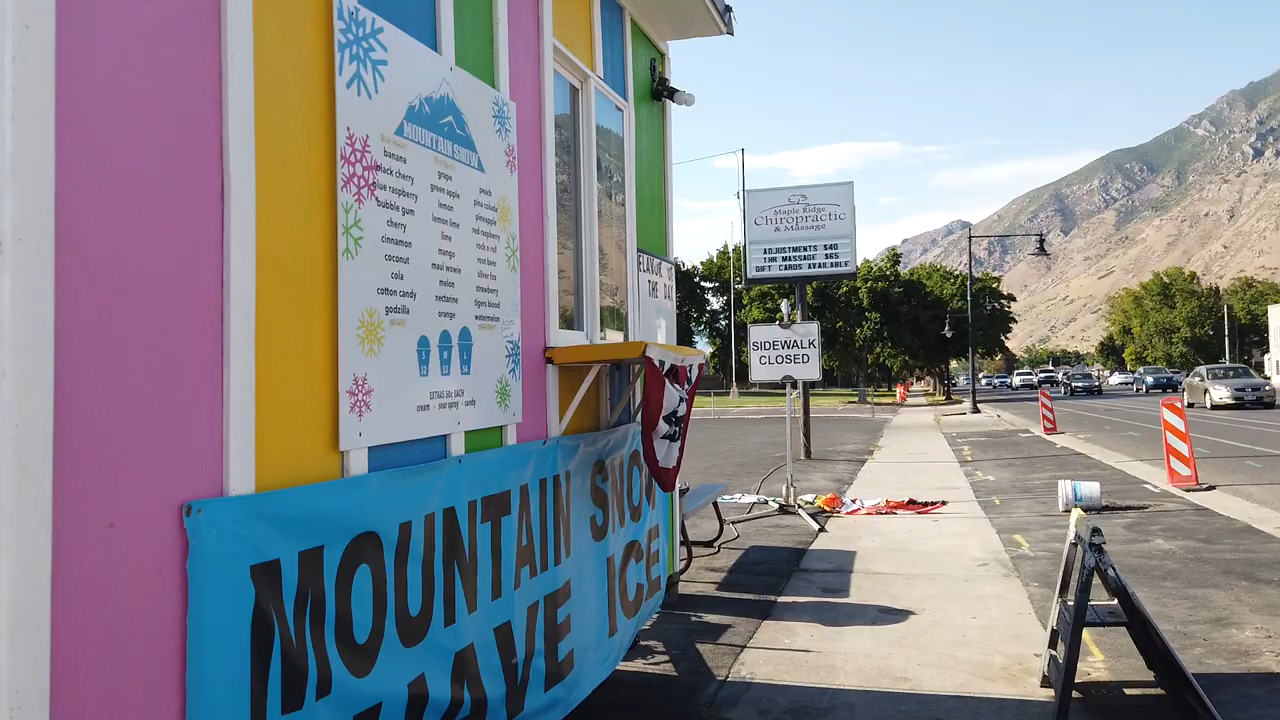 MOUNTAIN SNOW
banana
black cherry
blue raspberry
bubble gum
cherry
cinnamon
coconut
cola
cotton candy
godzilla
grape
green apple
lemon
lemon lime
lime
mango
maui wowie
melon
nectarine
orange
peach
pina colada
pineapple
red raspberry
rock n roll
root beer
silver fox
strawberry
tigers blood
watermelon
S M L
$2 $3 $4
EXTRAS 50¢ EACH
cream - sour spray - candy
FLAVOR OF
THE DAY
MOUNTAIN SNOW
SHAVE ICE
Maple Ridge
Chiropractic
& Massage
ADJUSTMENTS $40
1HR MASSAGE $65
GIFT CARDS AVAILABLE
SIDEWALK
CLOSED